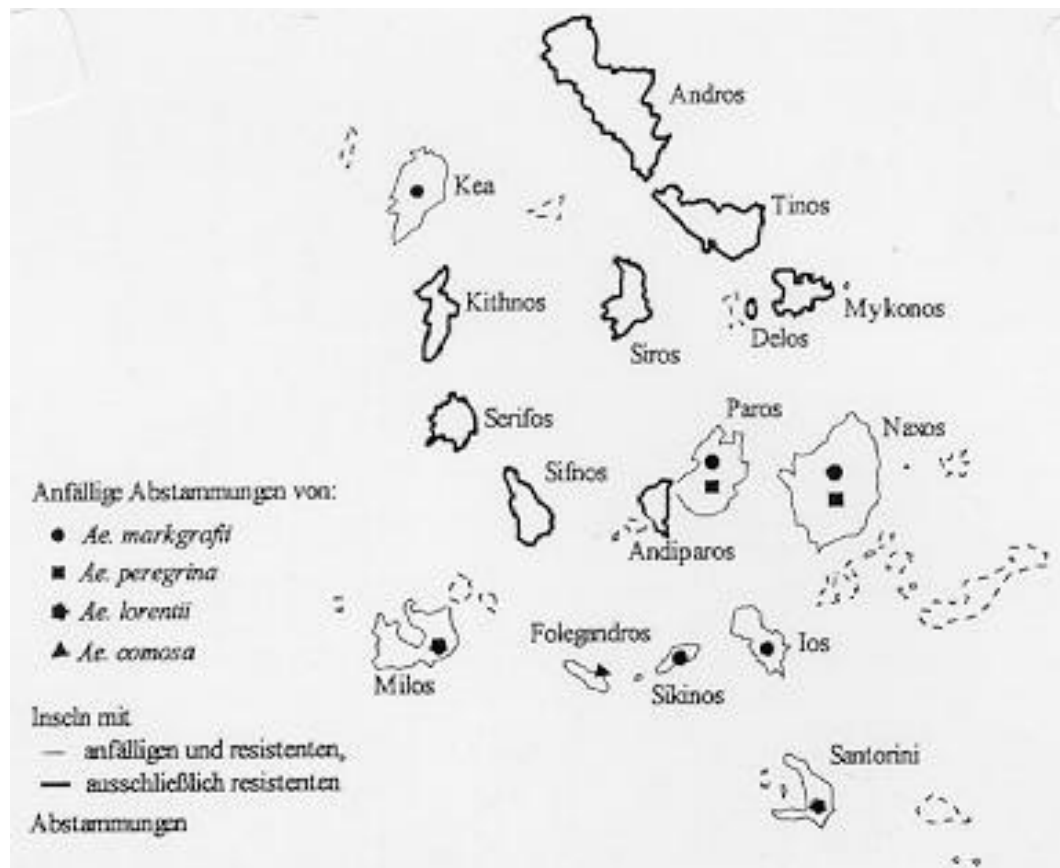 Andros
Kea
Tinos
Kithnos
Mykonos
Delos
Siros
Paros
Naxos
Serifos
Sifnos
Andiparos
Anfällige Abstammungen von:
Ae. markgrafii
Ae. peregrina
Ae. lorentii
Ae. comosa
Folegandros
Ios
Milos
Sikinos
Inseln mit
anfälligen und resistenten,
ausschließlich resistenten
Abstammungen
Santorini